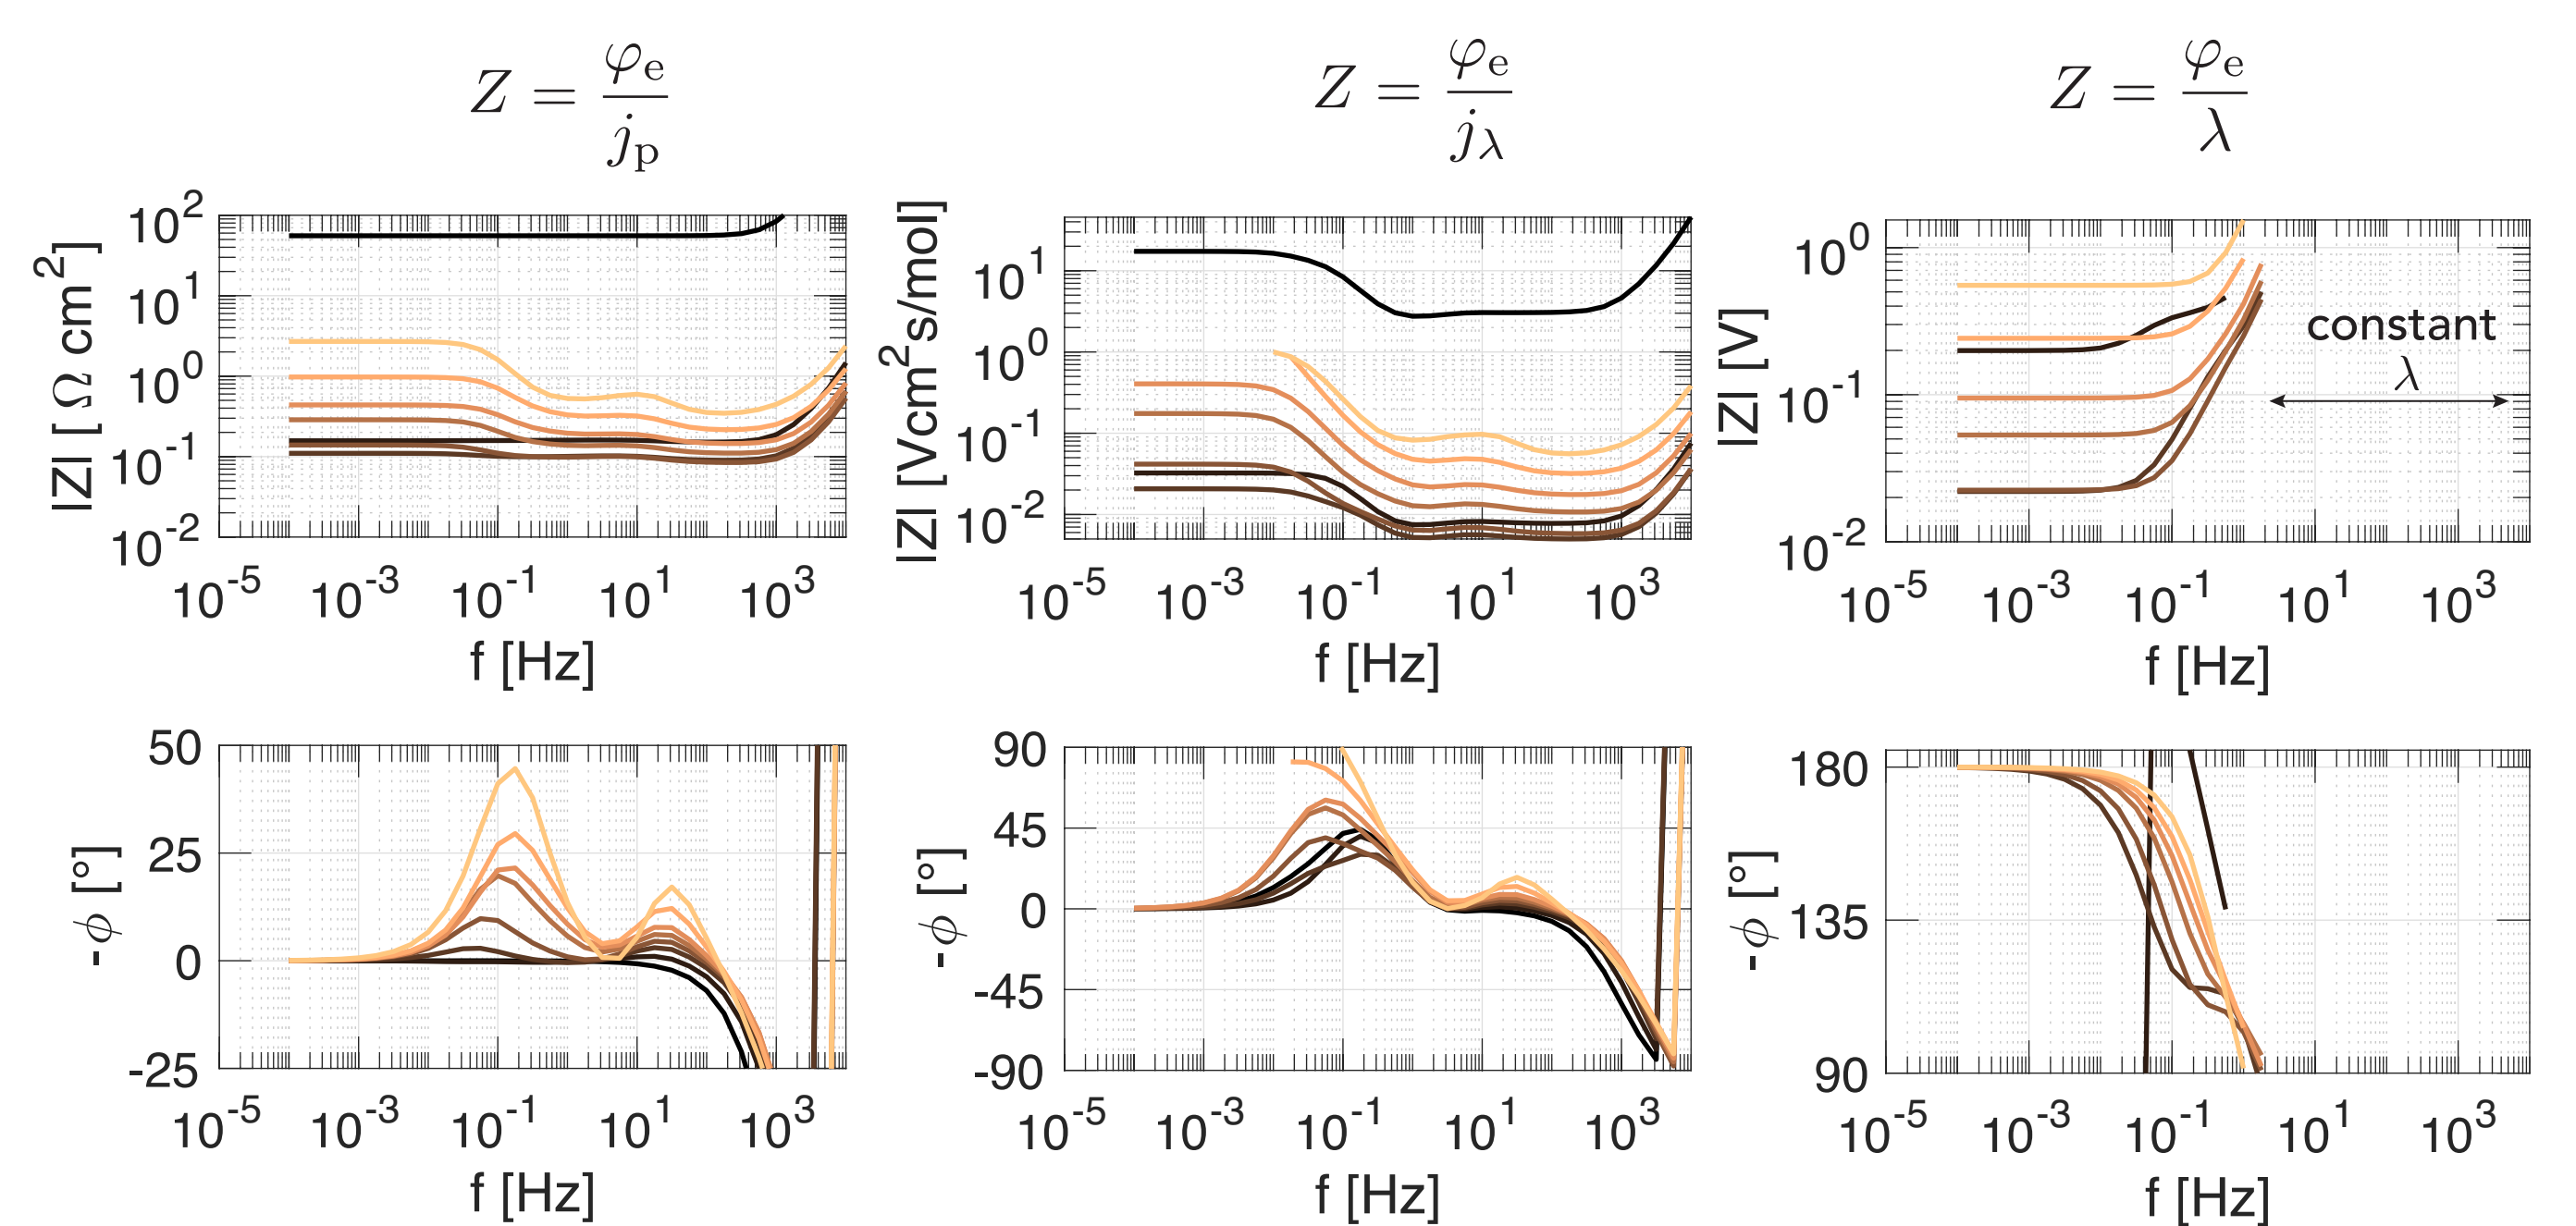 Z = φe / jp
Z = φe / jλ
Z = φe / λ
|Z| [ Ω cm2]
10^2
10^1
10^0
10^-1
10^-2
10^-5 10^-3 10^-1 10^1 10^3
f [Hz]
|Z| [Vcm2s/mol]
10^1
10^0
10^-1
10^-2
10^-5 10^-3 10^-1 10^1 10^3
f [Hz]
|Z| [V]
10^0
10^-1
10^-2
constant
λ
10^-5 10^-3 10^-1 10^1 10^3
f [Hz]
-ϕ [°]
50
25
0
-25
10^-5 10^-3 10^-1 10^1 10^3
f [Hz]
-ϕ [°]
90
45
0
-45
-90
10^-5 10^-3 10^-1 10^1 10^3
f [Hz]
-ϕ [°]
180
135
90
10^-5 10^-3 10^-1 10^1 10^3
f [Hz]